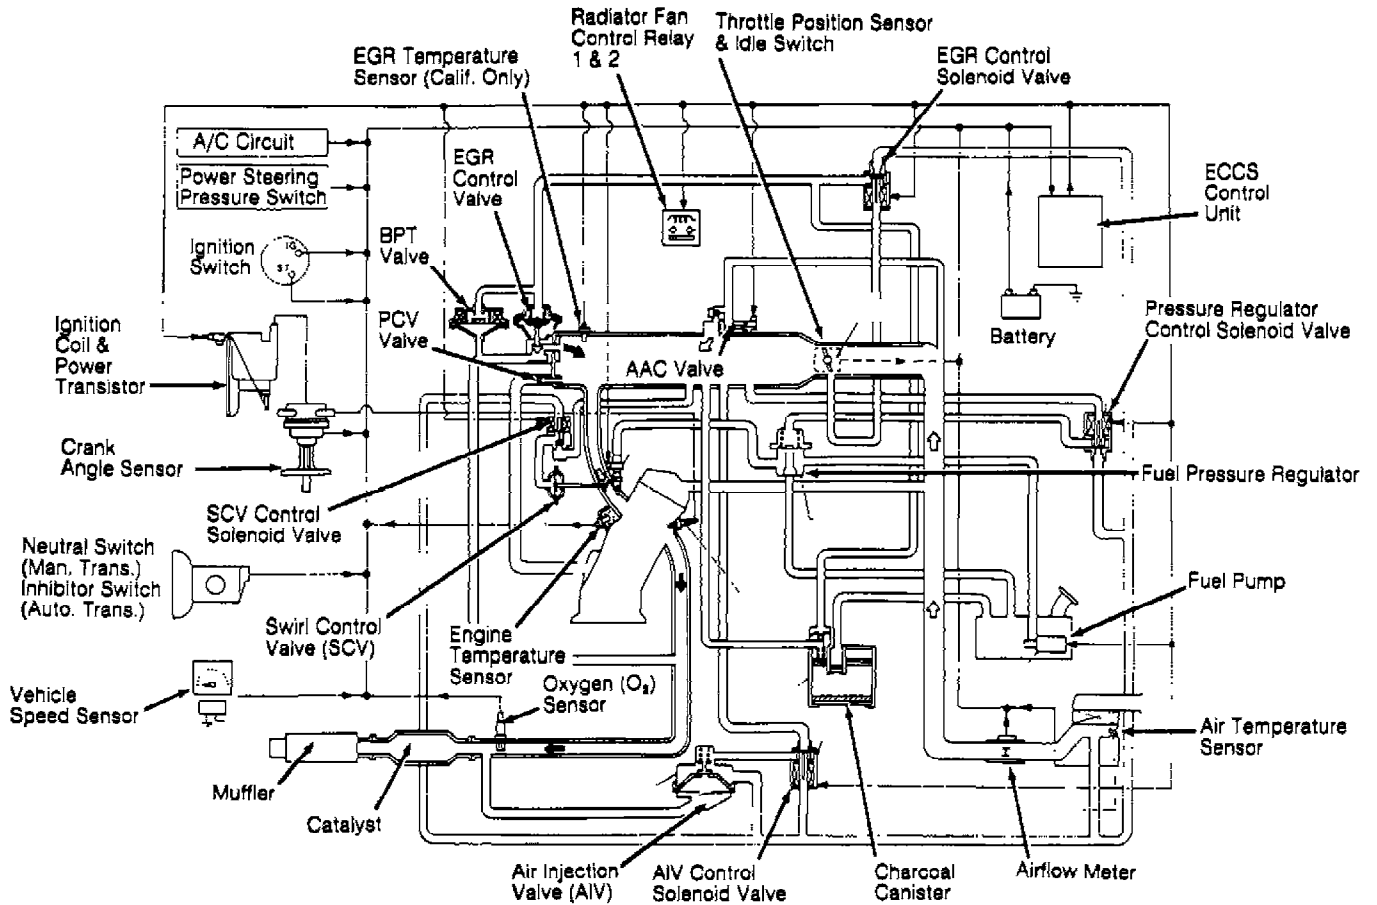 Radiator Fan
Control Relay
1 & 2
Throttle Position Sensor
& Idle Switch
EGR Temperature
Sensor (Calif. Only)
EGR Control
Solenoid Valve
A/C Circuit
Power Steering
Pressure Switch
EGR
Control
Valve
ECCS
Control
Unit
Ignition
Switch
IG
ST
BPT
Valve
Ignition
Coil &
Power
Transistor
PCV
Valve
Battery
Pressure Regulator
Control Solenoid Valve
AAC Valve
Crank
Angle Sensor
Fuel Pressure Regulator
SCV Control
Solenoid Valve
Neutral Switch
(Man. Trans.)
Inhibitor Switch
(Auto. Trans.)
Fuel Pump
Swirl Control
Valve (SCV)
Engine
Temperature
Sensor
Oxygen (O₂)
Sensor
Vehicle
Speed Sensor
Air Temperature
Sensor
Muffler
Catalyst
Air Injection
Valve (AIV)
AIV Control
Solenoid Valve
Charcoal
Canister
Airflow Meter